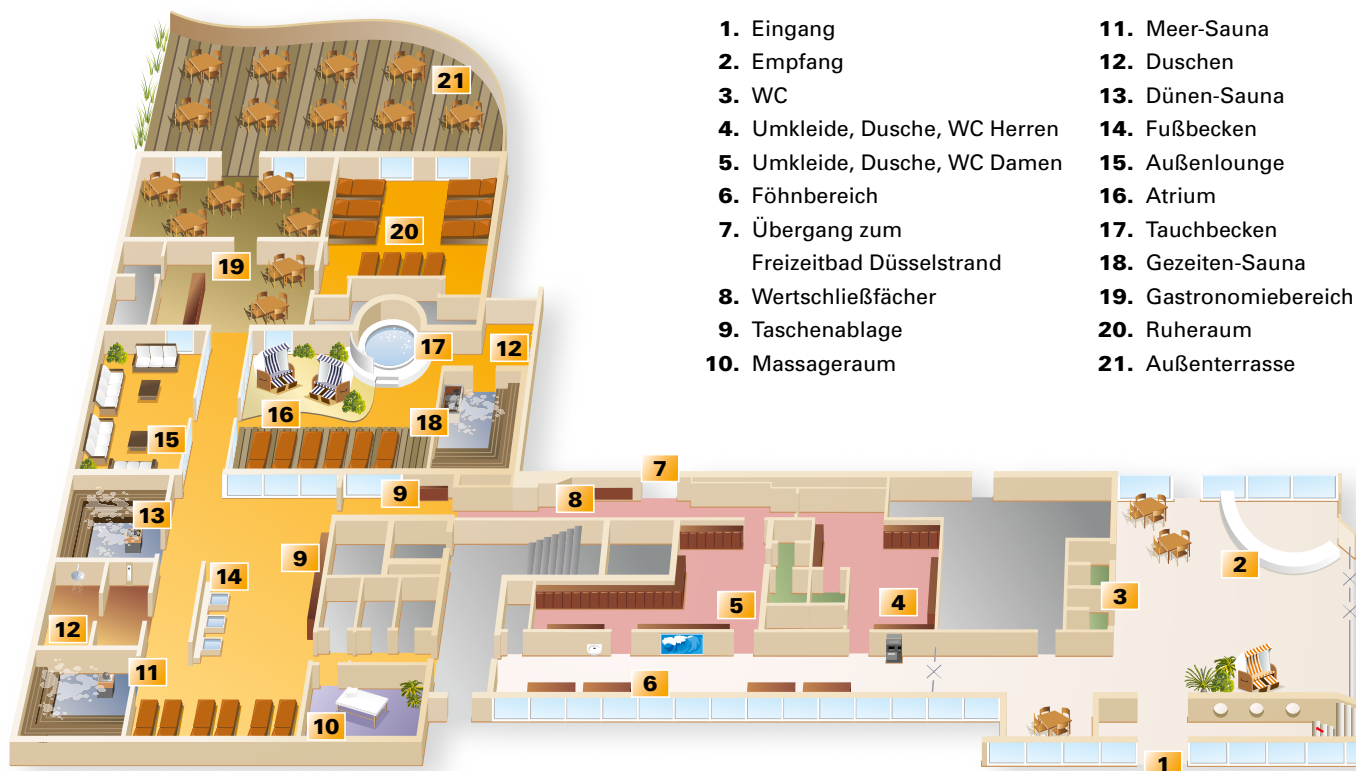 1. Eingang
2. Empfang
3. WC
4. Umkleide, Dusche, WC Herren
5. Umkleide, Dusche, WC Damen
6. Föhnbereich
7. Übergang zum
Freizeitbad Düsselstrand
8. Wertschließfächer
9. Taschenablage
10. Massageraum
11. Meer-Sauna
12. Duschen
13. Dünen-Sauna
14. Fußbecken
15. Außenlounge
16. Atrium
17. Tauchbecken
18. Gezeiten-Sauna
19. Gastronomiebereich
20. Ruheraum
21. Außenterrasse
21
20
19
17
12
16
18
15
7
9
8
13
9
14
5
4
3
2
12
11
6
10
1